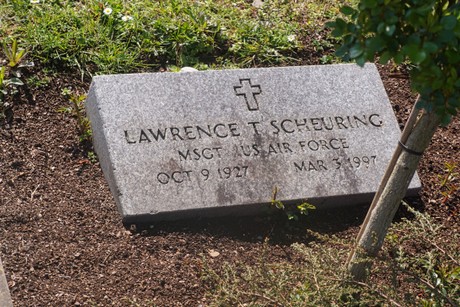 LAWRENCE T SCHEURING
MSGT US AIR FORCE
OCT 9 1927 MAR 3 1997